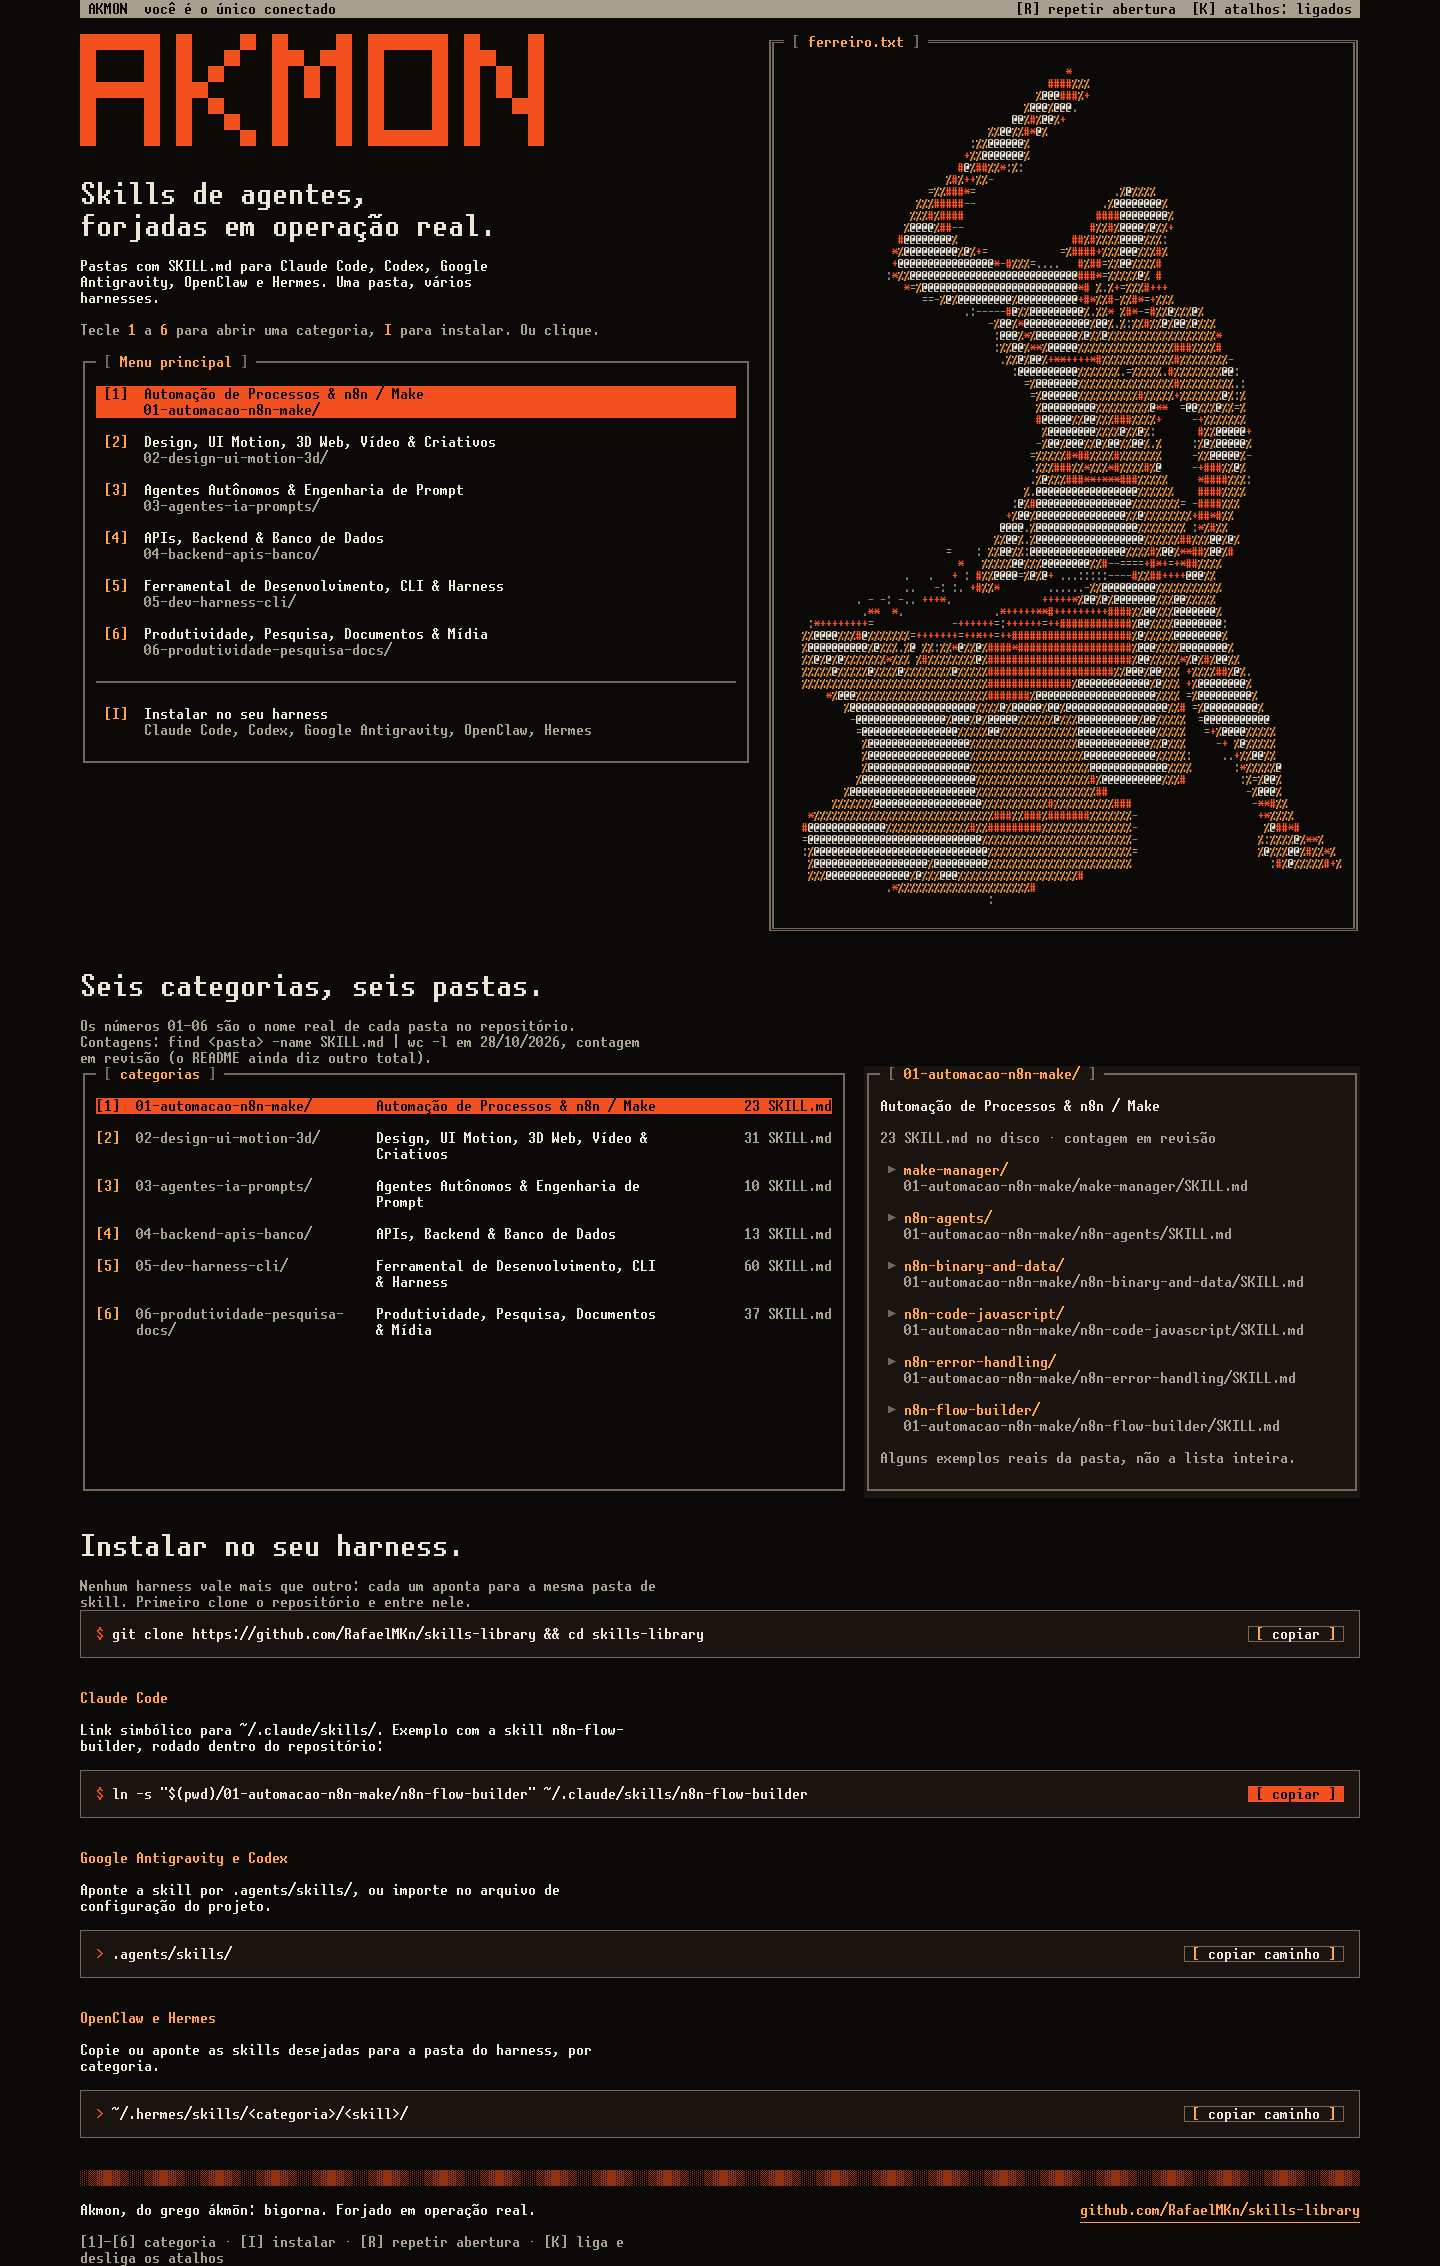 AKMON  você é o único conectado
[R] repetir abertura  [K] atalhos: ligados
AKMON
Skills de agentes,
forjadas em operação real.
Pastas com SKILL.md para Claude Code, Codex, Google
Antigravity, OpenClaw e Hermes. Uma pasta, vários
harnesses.
Tecle 1 a 6 para abrir uma categoria, I para instalar. Ou clique.
[ Menu principal ]
[1] Automação de Processos & n8n / Make
01-automacao-n8n-make/
[2] Design, UI Motion, 3D Web, Vídeo & Criativos
02-design-ui-motion-3d/
[3] Agentes Autônomos & Engenharia de Prompt
03-agentes-ia-prompts/
[4] APIs, Backend & Banco de Dados
04-backend-apis-banco/
[5] Ferramental de Desenvolvimento, CLI & Harness
05-dev-harness-cli/
[6] Produtividade, Pesquisa, Documentos & Mídia
06-produtividade-pesquisa-docs/
[I] Instalar no seu harness
Claude Code, Codex, Google Antigravity, OpenClaw, Hermes
[ ferreiro.txt ]
Seis categorias, seis pastas.
Os números 01-06 são o nome real de cada pasta no repositório.
Contagens: find <pasta> -name SKILL.md | wc -l em 28/10/2026, contagem
em revisão (o README ainda diz outro total).
[ categorias ]
[1] 01-automacao-n8n-make/ Automação de Processos & n8n / Make 23 SKILL.md
[2] 02-design-ui-motion-3d/ Design, UI Motion, 3D Web, Vídeo & 31 SKILL.md
Criativos
[3] 03-agentes-ia-prompts/ Agentes Autônomos & Engenharia de 10 SKILL.md
Prompt
[4] 04-backend-apis-banco/ APIs, Backend & Banco de Dados 13 SKILL.md
[5] 05-dev-harness-cli/ Ferramental de Desenvolvimento, CLI 60 SKILL.md
& Harness
[6] 06-produtividade-pesquisa- Produtividade, Pesquisa, Documentos 37 SKILL.md
docs/ & Mídia
[ 01-automacao-n8n-make/ ]
Automação de Processos & n8n / Make
23 SKILL.md no disco · contagem em revisão
► make-manager/
01-automacao-n8n-make/make-manager/SKILL.md
► n8n-agents/
01-automacao-n8n-make/n8n-agents/SKILL.md
► n8n-binary-and-data/
01-automacao-n8n-make/n8n-binary-and-data/SKILL.md
► n8n-code-javascript/
01-automacao-n8n-make/n8n-code-javascript/SKILL.md
► n8n-error-handling/
01-automacao-n8n-make/n8n-error-handling/SKILL.md
► n8n-flow-builder/
01-automacao-n8n-make/n8n-flow-builder/SKILL.md
Alguns exemplos reais da pasta, não a lista inteira.
Instalar no seu harness.
Nenhum harness vale mais que outro: cada um aponta para a mesma pasta de
skill. Primeiro clone o repositório e entre nele.
$ git clone https://github.com/RafaelMKn/skills-library && cd skills-library [ copiar ]
Claude Code
Link simbólico para ~/.claude/skills/. Exemplo com a skill n8n-flow-
builder, rodado dentro do repositório:
$ ln -s "$(pwd)/01-automacao-n8n-make/n8n-flow-builder" ~/.claude/skills/n8n-flow-builder [ copiar ]
Google Antigravity e Codex
Aponte a skill por .agents/skills/, ou importe no arquivo de
configuração do projeto.
> .agents/skills/ [ copiar caminho ]
OpenClaw e Hermes
Copie ou aponte as skills desejadas para a pasta do harness, por
categoria.
> ~/.hermes/skills/<categoria>/<skill>/ [ copiar caminho ]
Akmon, do grego ákmōn: bigorna. Forjado em operação real.
github.com/RafaelMKn/skills-library
[1]-[6] categoria · [I] instalar · [R] repetir abertura · [K] liga e
desliga os atalhos